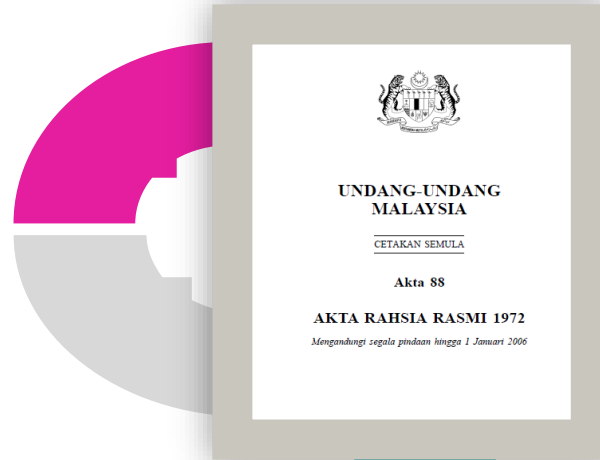 UNDANG-UNDANG
MALAYSIA
CETAKAN SEMULA
Akta 88
AKTA RAHSIA RASMI 1972
Mengandungi segala pindaan hingga 1 Januari 2006